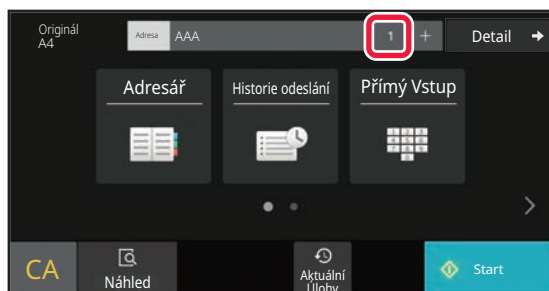 Originál
A4
Adresa AAA 1 + Detail
Adresář
Historie odeslání
Přímý Vstup
CA
Náhled
Aktuální
Úlohy
Start